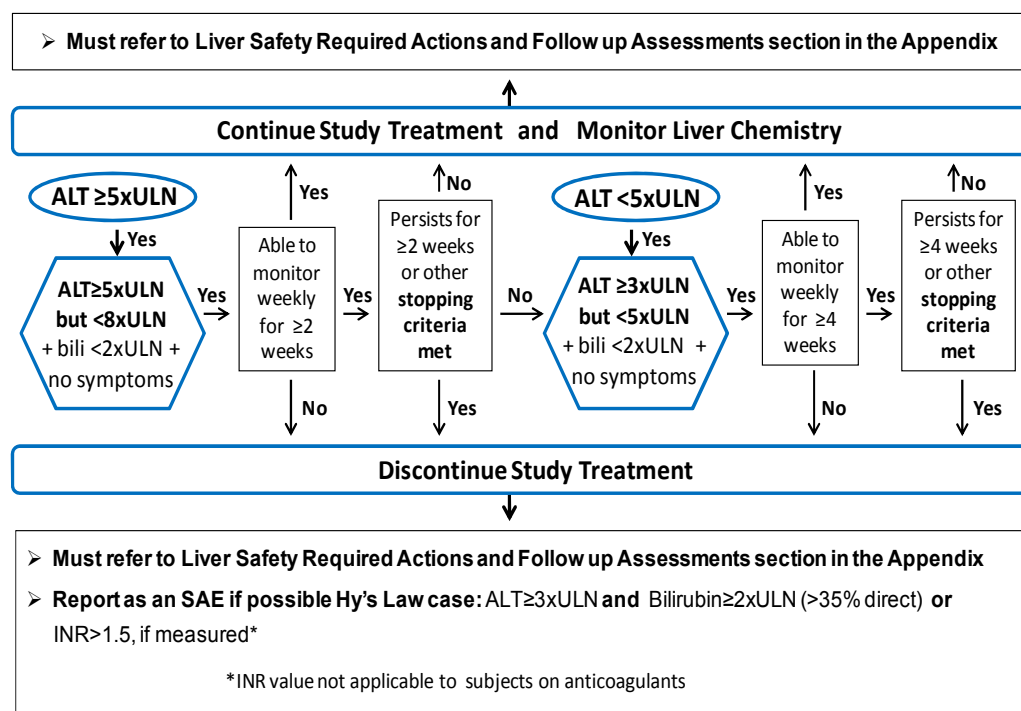 ➢ Must refer to Liver Safety Required Actions and Follow up Assessments section in the Appendix
Continue Study Treatment and Monitor Liver Chemistry
ALT ≥5xULN
Yes
ALT≥5xULN
but <8xULN
+ bili <2xULN +
no symptoms
Yes
Yes
Able to
monitor
weekly
for ≥2
weeks
No
Yes
No
Persists for
≥2 weeks
or other
stopping
criteria
met
Yes
No
ALT <5xULN
Yes
ALT ≥3xULN
but <5xULN
+ bili <2xULN +
no symptoms
Yes
Yes
Able to
monitor
weekly
for ≥4
weeks
No
Yes
No
Persists for
≥4 weeks
or other
stopping
criteria
met
Yes
Discontinue Study Treatment
➢ Must refer to Liver Safety Required Actions and Follow up Assessments section in the Appendix
➢ Report as an SAE if possible Hy's Law case: ALT≥3xULN and Bilirubin≥2xULN (>35% direct) or
INR>1.5, if measured*
*INR value not applicable to subjects on anticoagulants